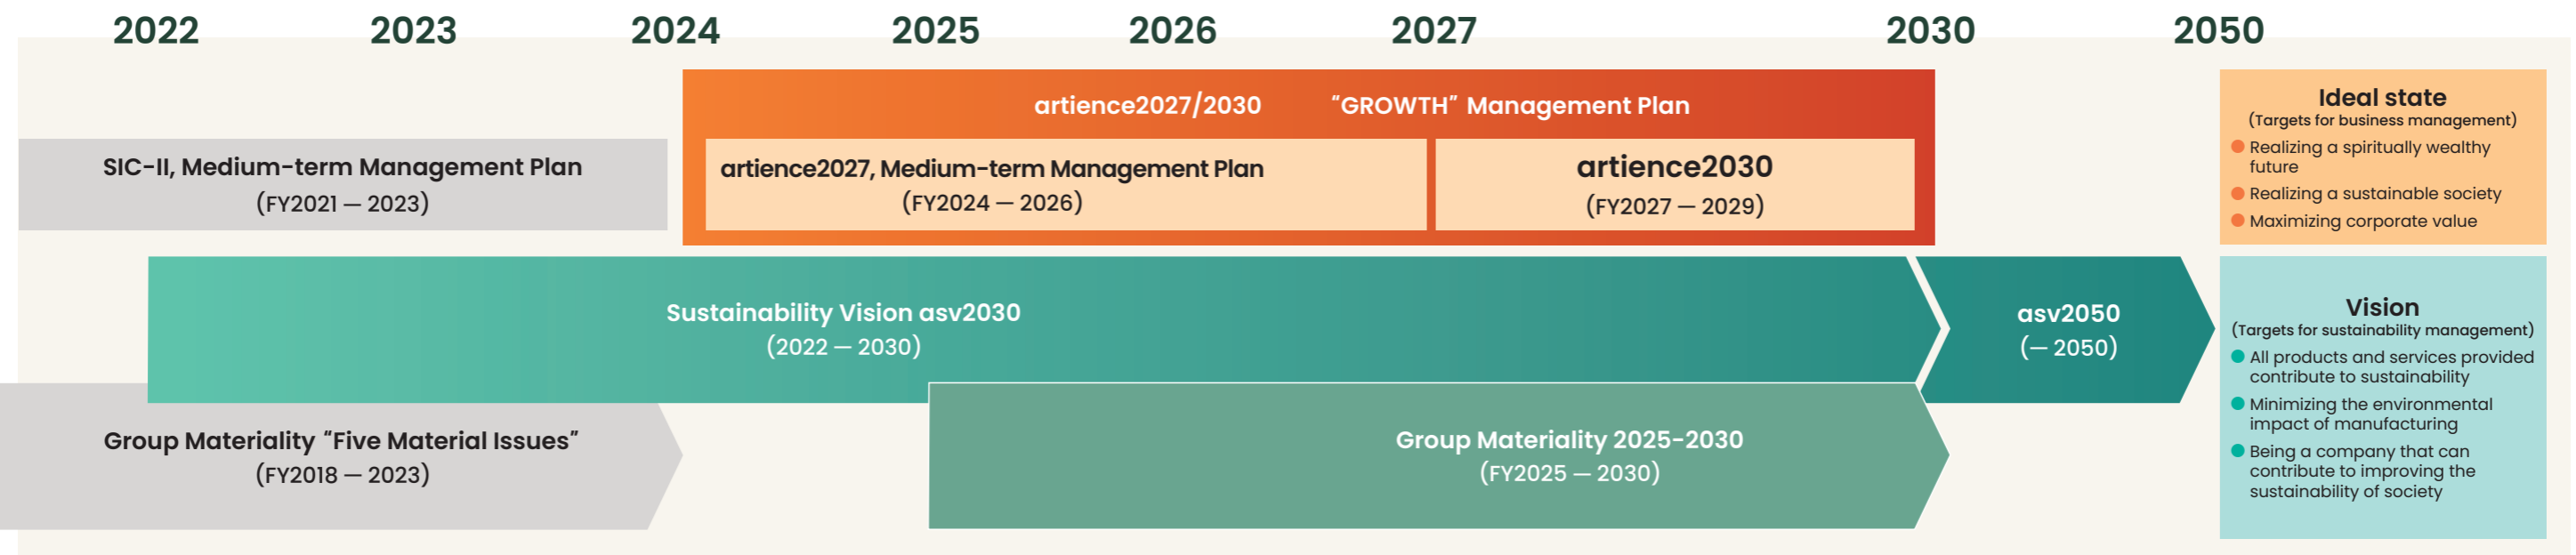 2022 2023 2024 2025 2026 2027 2030 2050
artience2027/2030 “GROWTH” Management Plan
SIC-II, Medium-term Management Plan
(FY2021 — 2023)
artience2027, Medium-term Management Plan
(FY2024 — 2026)
artience2030
(FY2027 — 2029)
Ideal state
(Targets for business management)
Realizing a spiritually wealthy
future
Realizing a sustainable society
Maximizing corporate value
Sustainability Vision asv2030
(2022 — 2030)
asv2050
(— 2050)
Vision
(Targets for sustainability management)
All products and services provided
contribute to sustainability
Minimizing the environmental
impact of manufacturing
Being a company that can
contribute to improving the
sustainability of society
Group Materiality “Five Material Issues”
(FY2018 — 2023)
Group Materiality 2025-2030
(FY2025 — 2030)